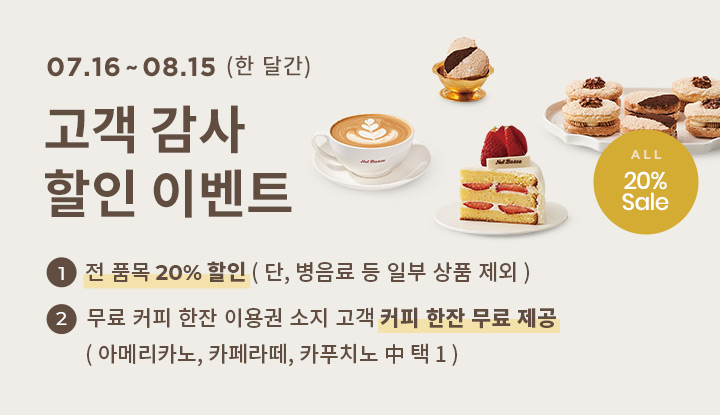 07.16 ~ 08.15 (한 달간)
고객 감사
할인 이벤트
ALL
20%
Sale
1 전 품목 20% 할인 ( 단, 병음료 등 일부 상품 제외 )
2 무료 커피 한잔 이용권 소지 고객 커피 한잔 무료 제공
( 아메리카노, 카페라떼, 카푸치노 中 택 1 )